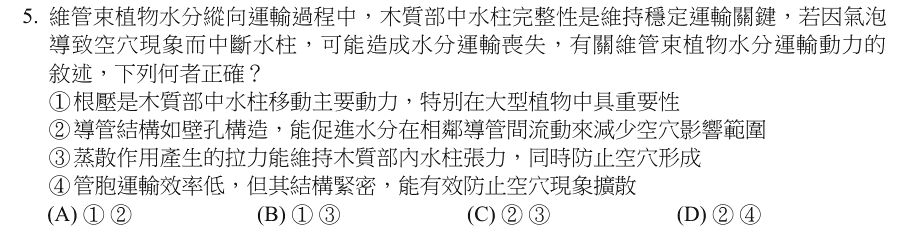 5. 維管束植物水分縱向運輸過程中，木質部中水柱完整性是維持穩定運輸關鍵，若因氣泡
導致空穴現象而中斷水柱，可能造成水分運輸喪失，有關維管束植物水分運輸動力的
敘述，下列何者正確？
①根壓是木質部中水柱移動主要動力，特別在大型植物中具重要性
②導管結構如壁孔構造，能促進水分在相鄰導管間流動來減少空穴影響範圍
③蒸散作用產生的拉力能維持木質部內水柱張力，同時防止空穴形成
④管胞運輸效率低，但其結構緊密，能有效防止空穴現象擴散
(A) ①② (B) ①③ (C) ②③ (D) ②④